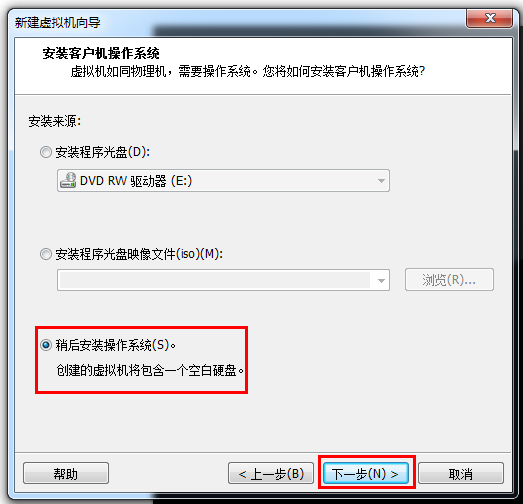 新建虚拟机向导
安装客户机操作系统
虚拟机如同物理机，需要操作系统。您将如何安装客户机操作系统?
安装来源:
安装程序光盘(D):
DVD RW 驱动器 (E:)
安装程序光盘映像文件(iso)(M):
浏览(R)...
稍后安装操作系统(S)。
创建的虚拟机将包含一个空白硬盘。
帮助
< 上一步(B)
下一步(N) >
取消